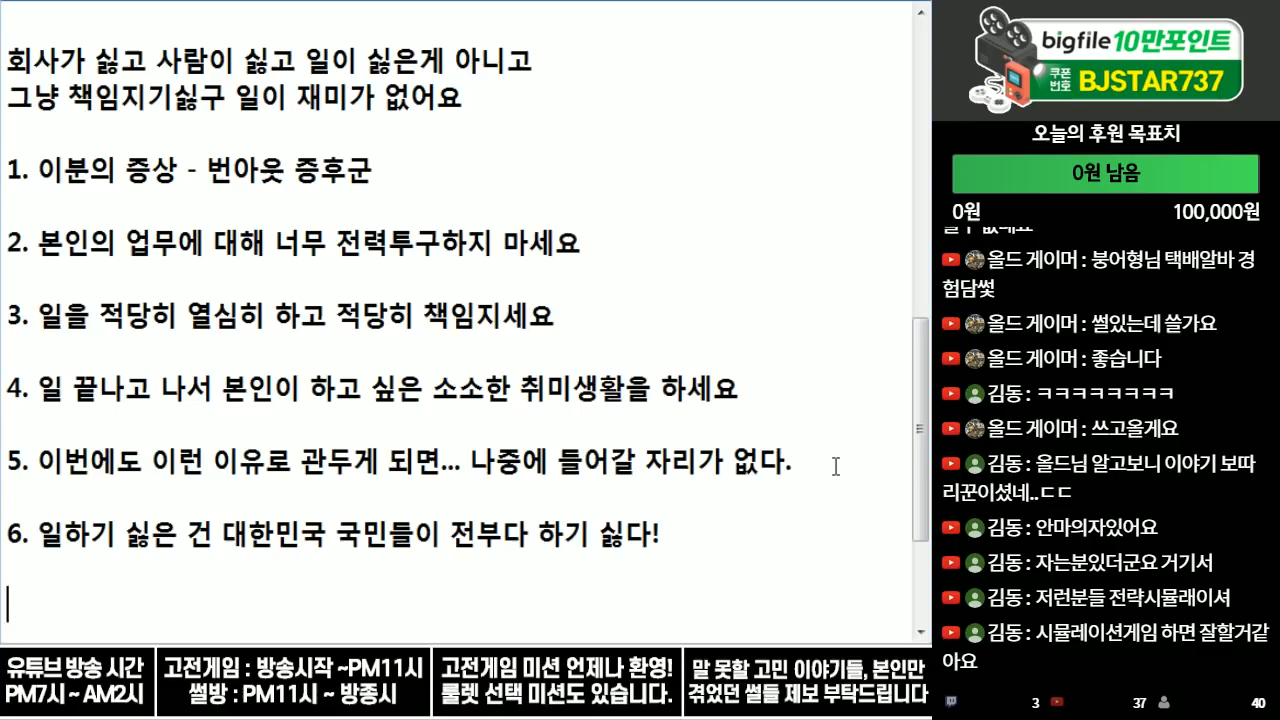 회사가 싫고 사람이 싫고 일이 싫은게 아니고
그냥 책임지기싫구 일이 재미가 없어요
1. 이분의 증상 - 번아웃 증후군
2. 본인의 업무에 대해 너무 전력투구하지 마세요
3. 일을 적당히 열심히 하고 적당히 책임지세요
4. 일 끝나고 나서 본인이 하고 싶은 소소한 취미생활을 하세요
5. 이번에도 이런 이유로 관두게 되면... 나중에 들어갈 자리가 없다.
6. 일하기 싫은 건 대한민국 국민들이 전부다 하기 싫다!
bigfile 10만포인트
쿠폰
번호 BJSTAR737
오늘의 후원 목표치
0원 남음
0원 100,000원
올드 게이머 : 붕어형님 택배알바 경
험담썿
올드 게이머 : 썰있는데 쓸가요
올드 게이머 : 좋습니다
김동 : ㅋㅋㅋㅋㅋㅋㅋㅋ
올드 게이머 : 쓰고올게요
김동 : 올드님 알고보니 이야기 보따
리꾼이셨네..ㄷㄷ
김동 : 안마의자있어요
김동 : 자는분있더군요 거기서
김동 : 저런분들 전략시뮬래이셔
김동 : 시뮬레이션게임 하면 잘할거같
아요
3 37 40
유튜브 방송 시간
PM7시 ~ AM2시
고전게임 : 방송시작 ~PM11시
썰방 : PM11시 ~ 방종시
고전게임 미션 언제나 환영!
룰렛 선택 미션도 있습니다.
말 못할 고민 이야기들, 본인만
겪었던 썰들 제보 부탁드립니다